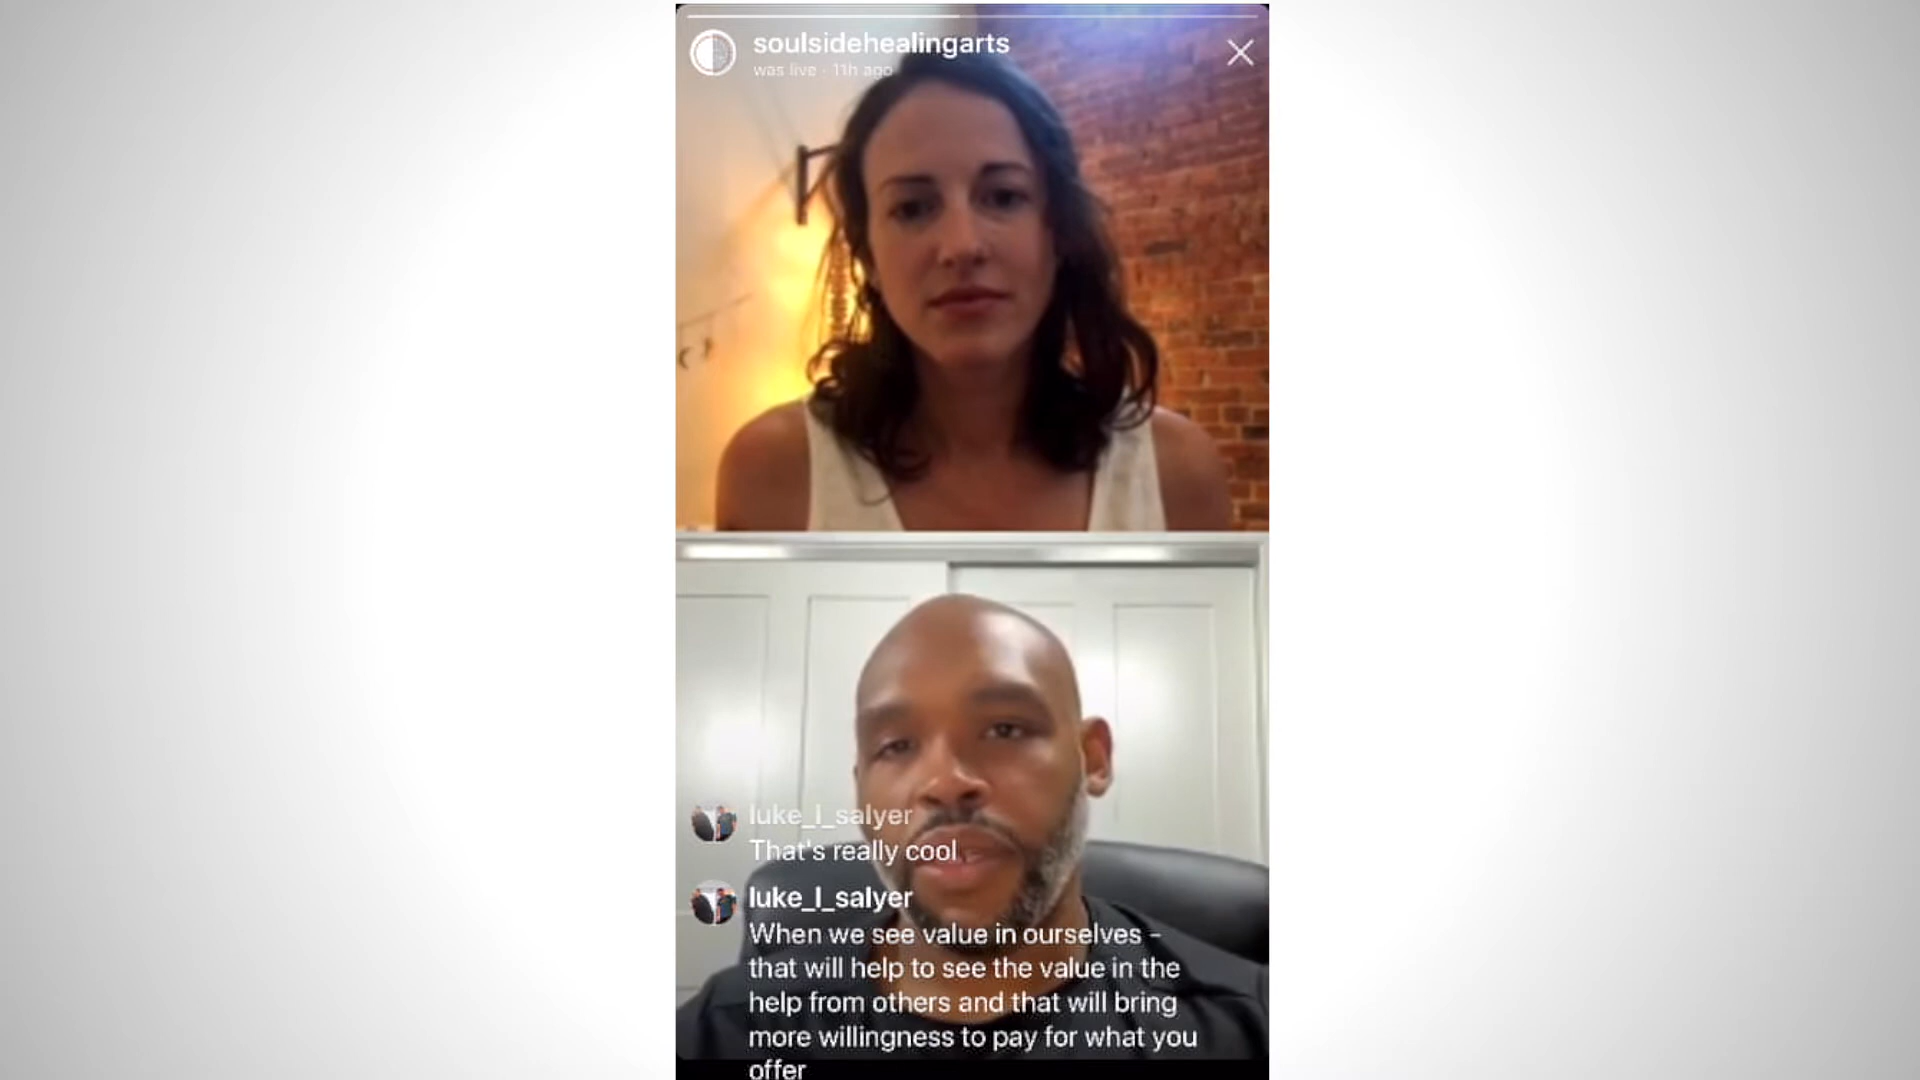 soulsidehealingarts
was live · 11h ago
luke_l_salyer
That's really cool
luke_l_salyer
When we see value in ourselves -
that will help to see the value in the
help from others and that will bring
more willingness to pay for what you
offer